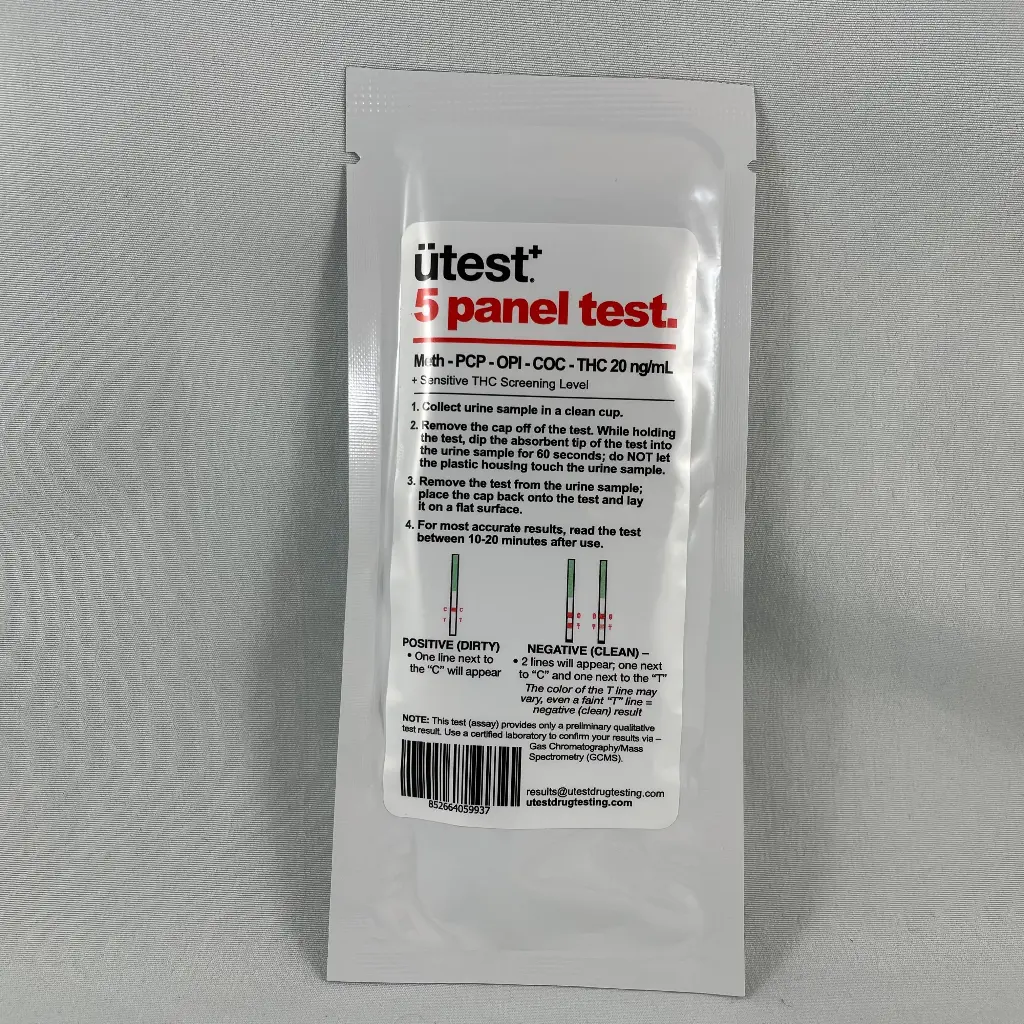 ütest+.
5 panel test.
Meth - PCP - OPI - COC - THC 20 ng/mL
+ Sensitive THC Screening Level
1. Collect urine sample in a clean cup.
2. Remove the cap off of the test. While holding
the test, dip the absorbent tip of the test into
the urine sample for 60 seconds; do NOT let
the plastic housing touch the urine sample.
3. Remove the test from the urine sample;
place the cap back onto the test and lay
it on a flat surface.
4. For most accurate results, read the test
between 10-20 minutes after use.
C C
T T
POSITIVE (DIRTY)
• One line next to
the "C" will appear
NEGATIVE (CLEAN) –
• 2 lines will appear; one next
to "C" and one next to the "T"
The color of the T line may
vary, even a faint "T" line =
negative (clean) result
NOTE: This test (assay) provides only a preliminary qualitative
test result. Use a certified laboratory to confirm your results via –
Gas Chromatography/Mass
Spectrometry (GCMS).
852664059937
results@utestdrugtesting.com
utestdrugtesting.com